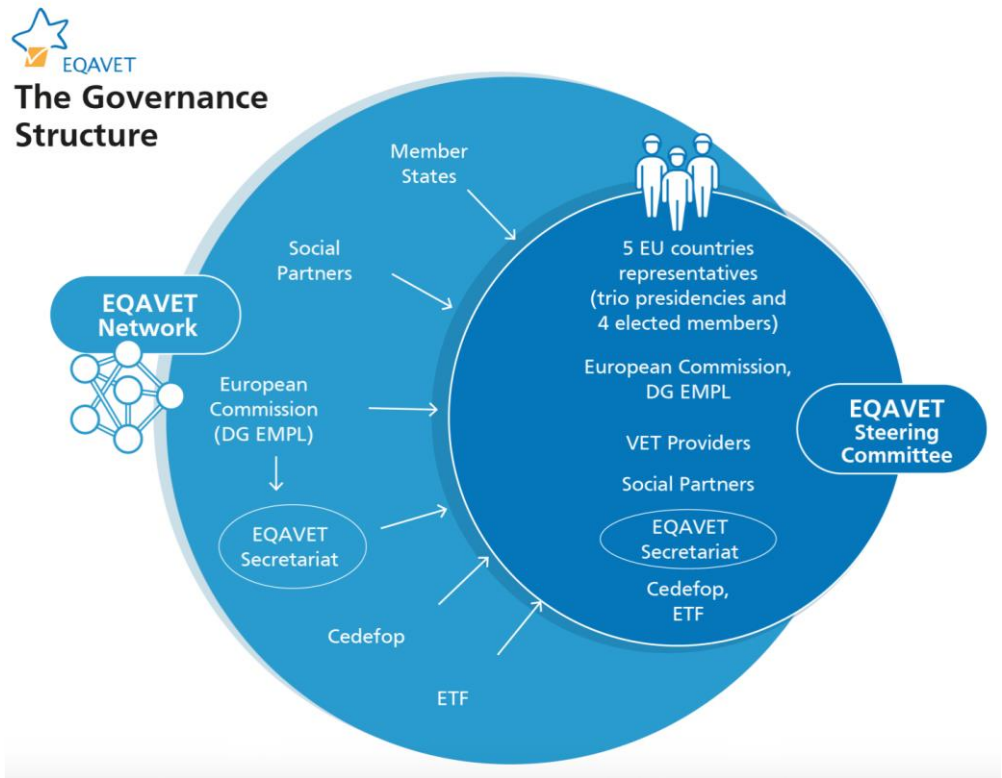 EQAVET
The Governance
Structure
Member
States
Social
Partners
EQAVET
Network
European
Commission
(DG EMPL)
EQAVET
Secretariat
Cedefop
ETF
5 EU countries
representatives
(trio presidencies and
4 elected members)
European Commission,
DG EMPL
VET Providers
Social Partners
EQAVET
Secretariat
Cedefop,
ETF
EQAVET
Steering
Committee